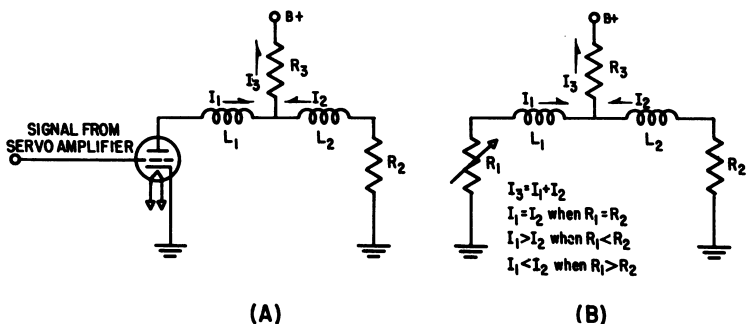 B+
I₃
R₃
I₁ I₂
L₁ L₂
R₂
SIGNAL FROM
SERVO AMPLIFIER
(A)
B+
I₃
R₃
I₁ I₂
L₁ L₂
R₁
R₂
I₃=I₁+I₂
I₁=I₂ when R₁=R₂
I₁>I₂ when R₁<R₂
I₁<I₂ when R₁>R₂
(B)